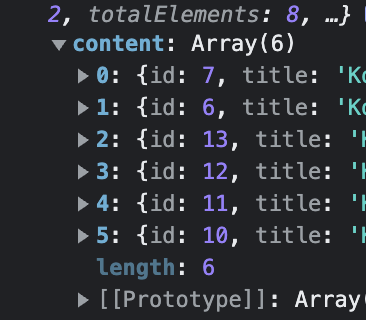 2, totalElements: 8, …}
content: Array(6)
0: {id: 7, title: 'Ko
1: {id: 6, title: 'Ko
2: {id: 13, title: 'K
3: {id: 12, title: 'K
4: {id: 11, title: 'K
5: {id: 10, title: 'K
length: 6
[[Prototype]]: Array(